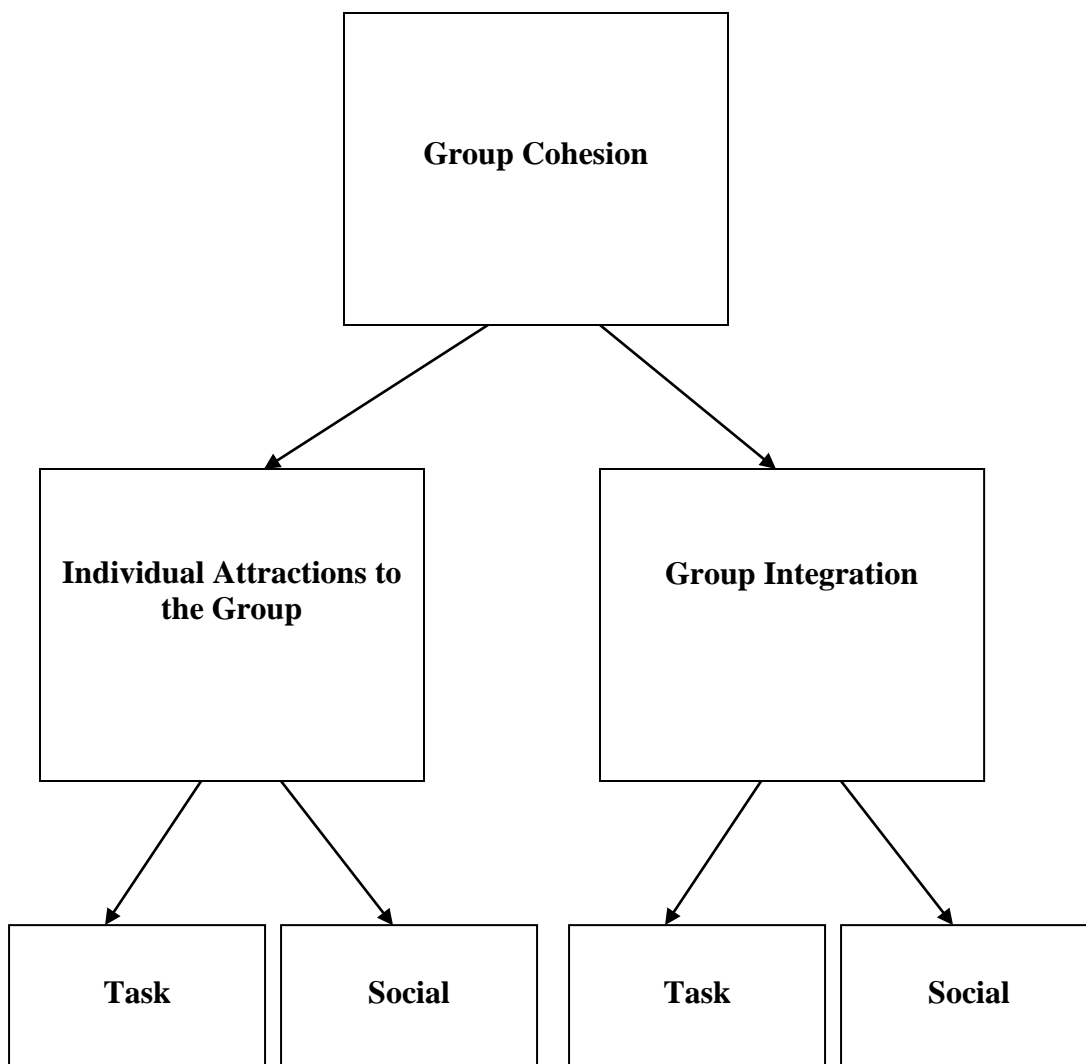 Group Cohesion
Individual Attractions to
the Group
Group Integration
Task
Social
Task
Social